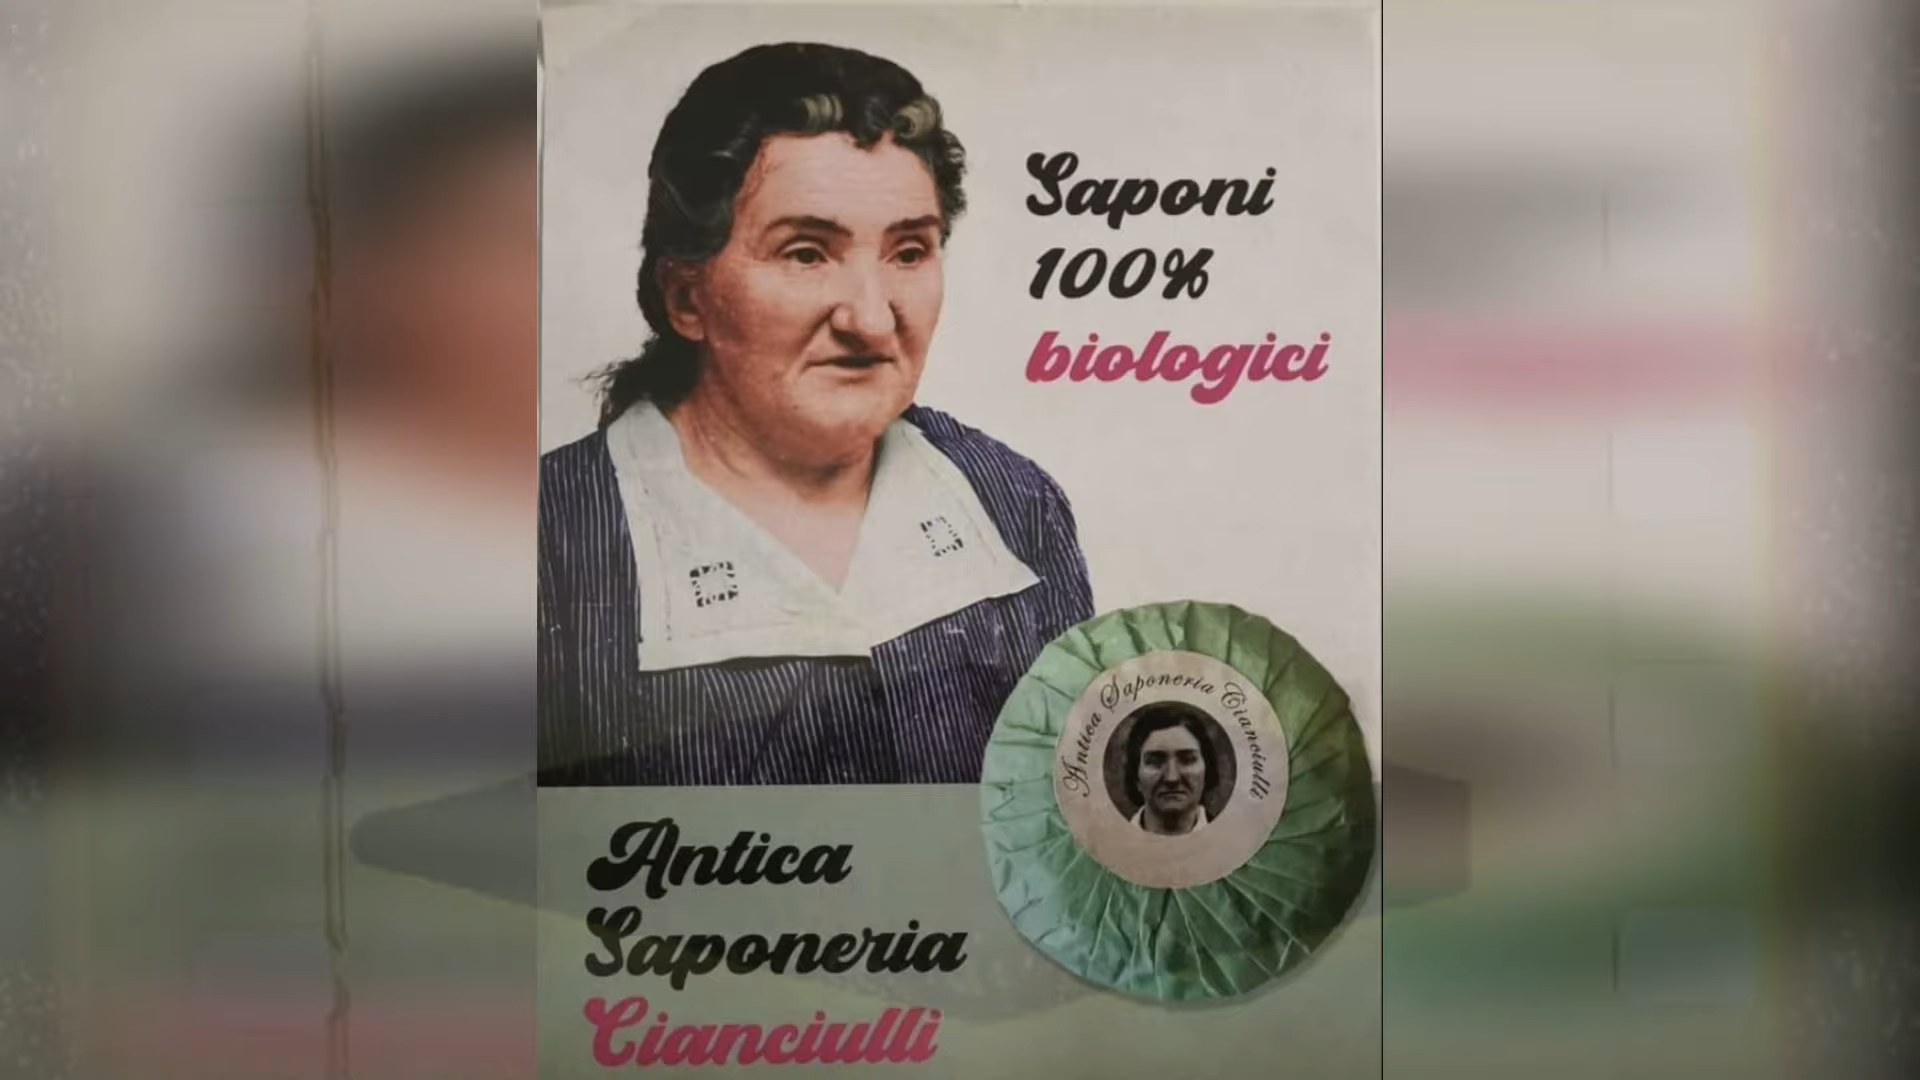 Saponi
100%
biologici
Antica Saponeria Cianciulli
Antica
Saponeria
Cianciulli